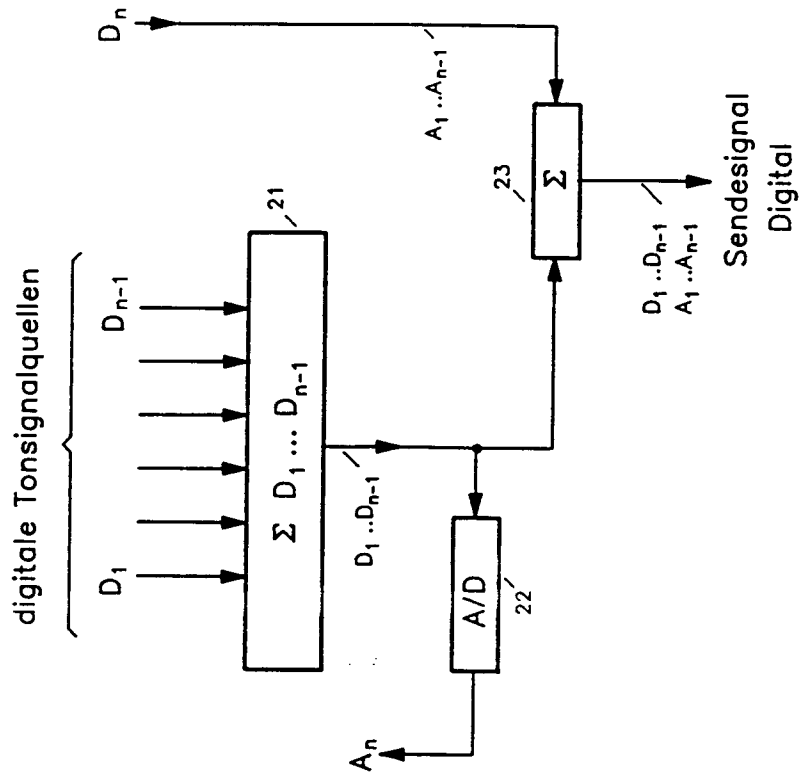 digitale Tonsignalquellen
D₁
Dₙ₋₁
Dₙ
21
Σ D₁ ... Dₙ₋₁
D₁ ..Dₙ₋₁
A₁ ..Aₙ₋₁
Aₙ
A/D
22
23
Σ
D₁ ..Dₙ₋₁
A₁ ..Aₙ₋₁
Sendesignal
Digital